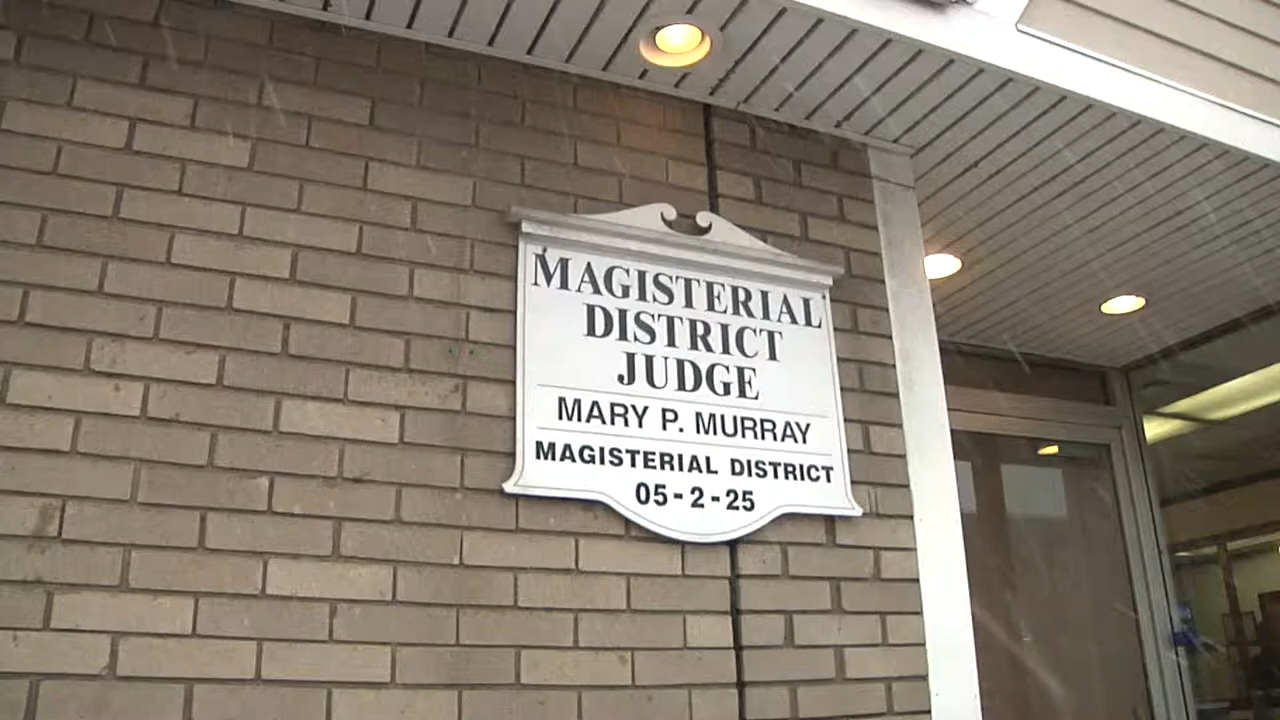 MAGISTERIAL
DISTRICT
JUDGE
MARY P. MURRAY
MAGISTERIAL DISTRICT
05-2-25